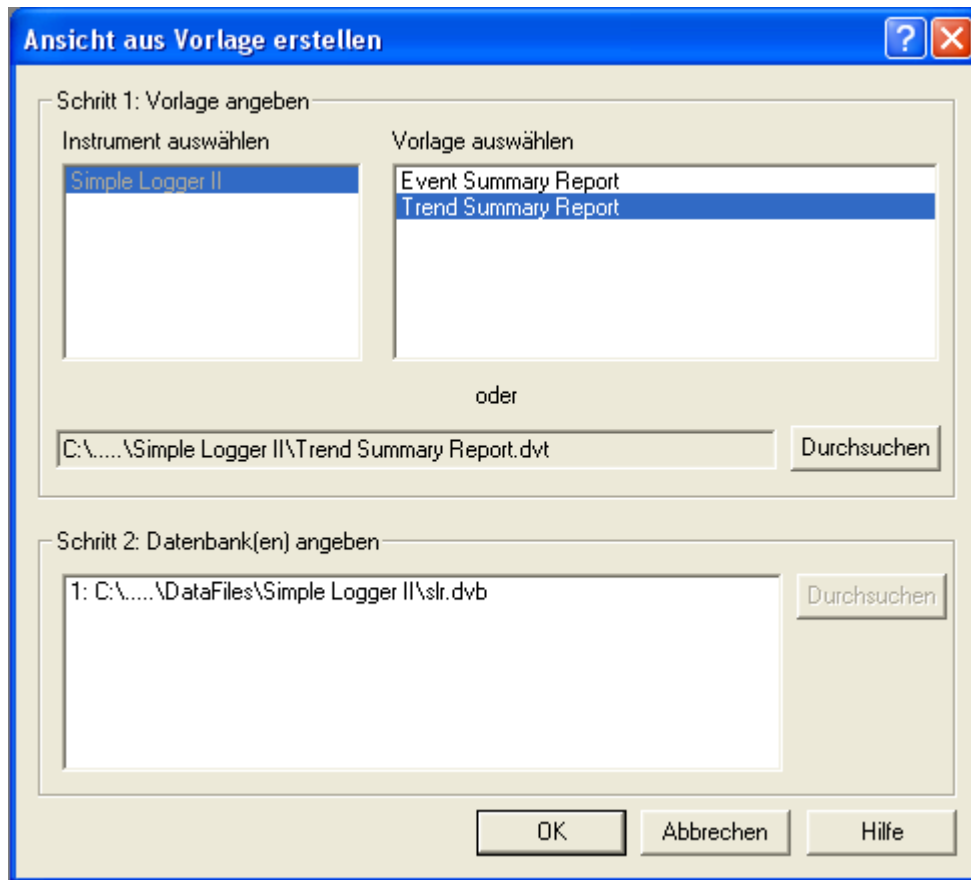 Ansicht aus Vorlage erstellen
Schritt 1: Vorlage angeben
Instrument auswählen
Vorlage auswählen
Simple Logger II
Event Summary Report
Trend Summary Report
oder
C:\.....\Simple Logger II\Trend Summary Report.dvt
Durchsuchen
Schritt 2: Datenbank(en) angeben
1: C:\.....\DataFiles\Simple Logger II\slr.dvb
Durchsuchen
OK
Abbrechen
Hilfe